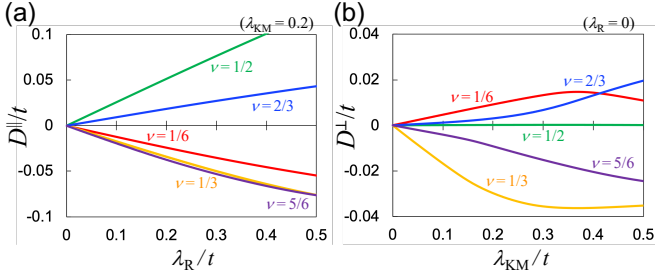 (a)
(λKM = 0.2)
D∥/t
0.1
0.05
0
-0.05
-0.1
ν = 1/2
ν = 2/3
ν = 1/6
ν = 1/3
ν = 5/6
0 0.1 0.2 0.3 0.4 0.5
λR / t
(b)
(λR = 0)
D⊥/t
0.04
0.02
0
-0.02
-0.04
ν = 2/3
ν = 1/6
ν = 1/2
ν = 5/6
ν = 1/3
0 0.1 0.2 0.3 0.4 0.5
λKM / t